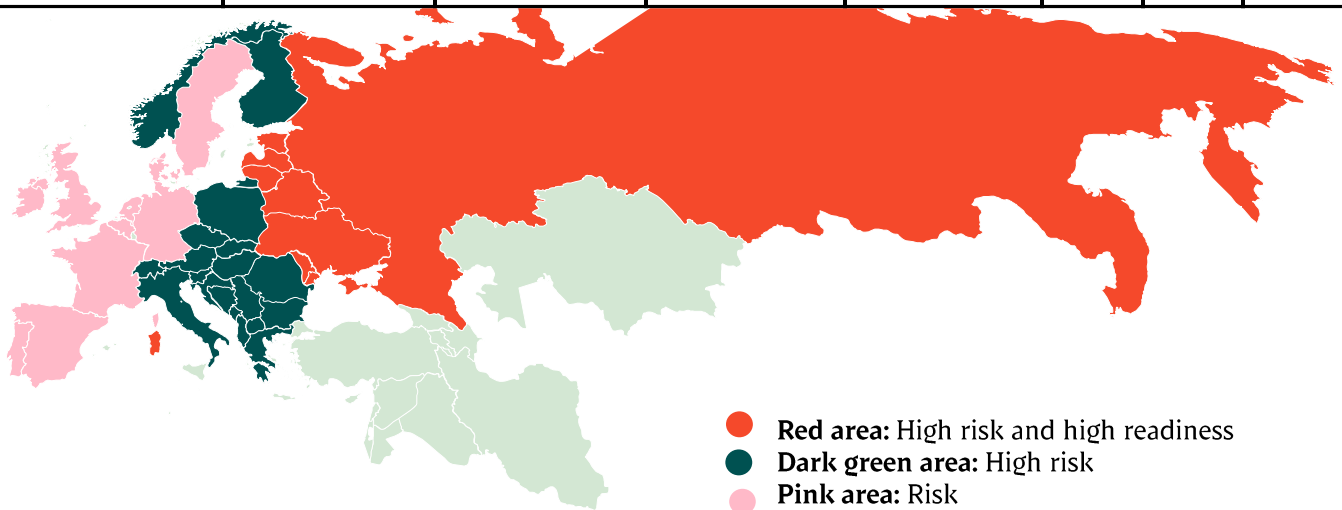 Red area: High risk and high readiness
Dark green area: High risk
Pink area: Risk